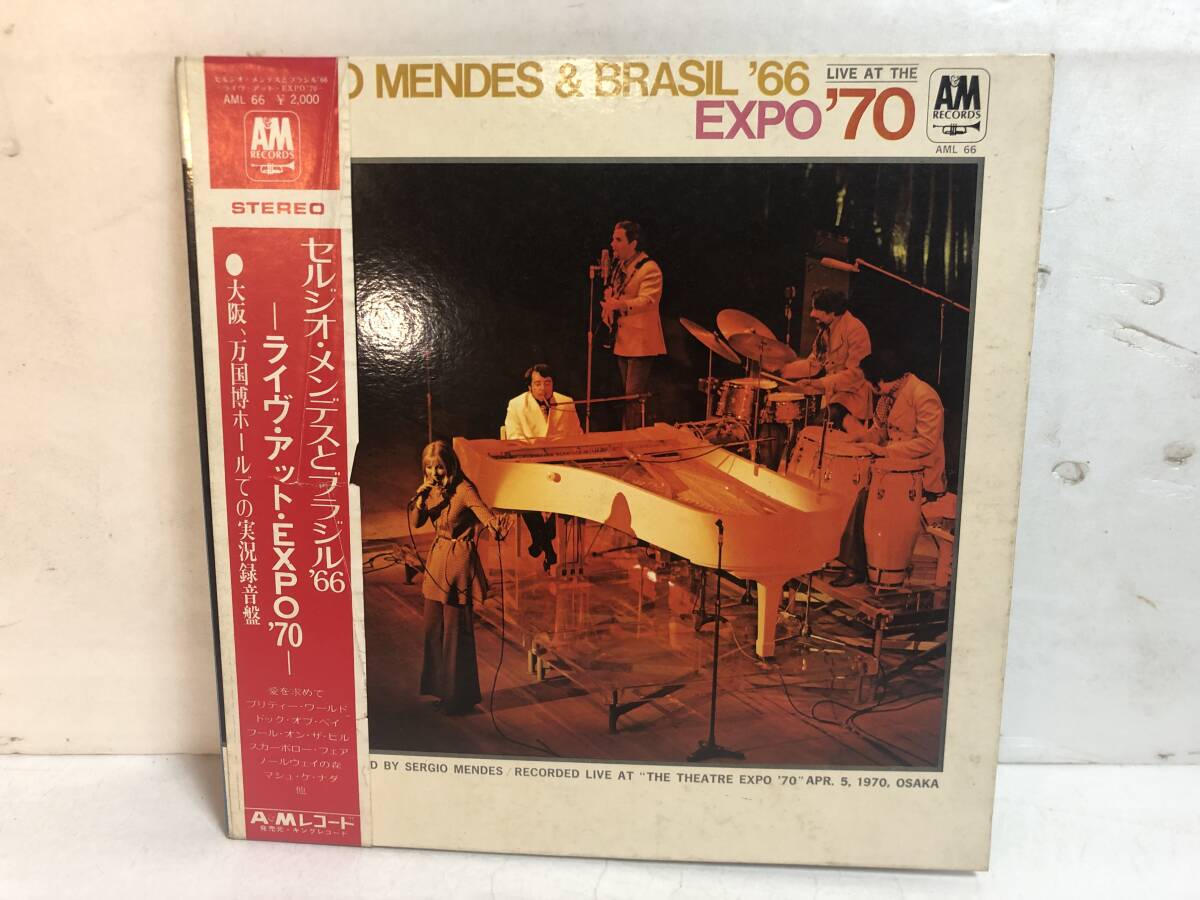 セルジオ・メンデスとブラジル'66
ライヴ・アット・EXPO'70
AML 66 ¥2,000
A&M
RECORDS
STEREO
セルジオ・メンデスとブラジル'66
―ライヴ・アット・EXPO'70―
●大阪、万国博ホールでの実況録音盤
愛を求めて
プリティー・ワールド
ドック・オブ・ベイ
フール・オン・ザ・ヒル
スカーボロー・フェア
ノールウェイの森
マシュ・ケ・ナダ
他
A&Mレコード
発売元・キングレコード
O MENDES & BRASIL '66
LIVE AT THE
EXPO '70
A&M
RECORDS
AML 66
D BY SERGIO MENDES / RECORDED LIVE AT "THE THEATRE EXPO '70" APR. 5, 1970, OSAKA